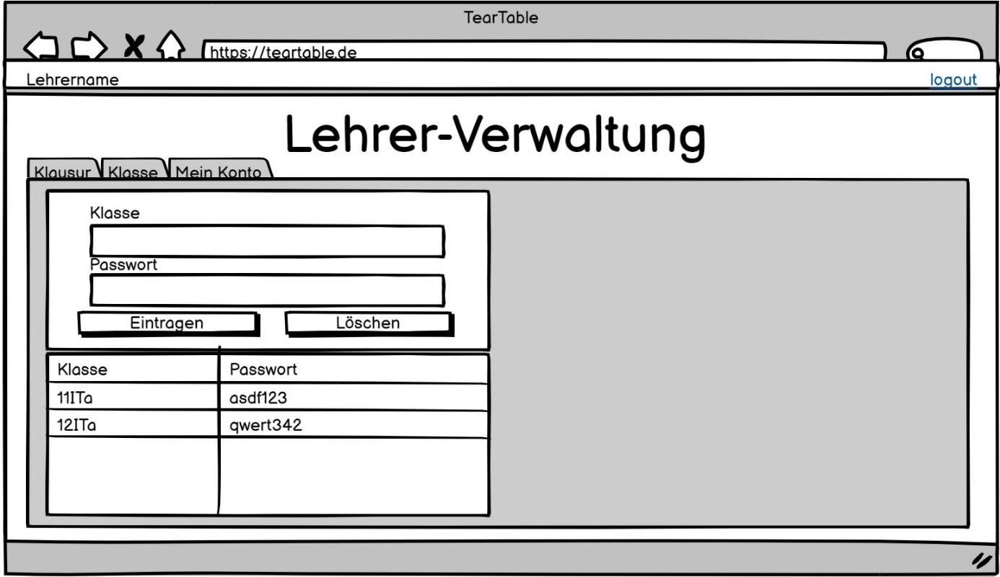 TearTable
https://teartable.de
Lehrername logout
Lehrer-Verwaltung
Klausur Klasse Mein Konto
Klasse
Passwort
Eintragen Löschen
Klasse Passwort
11ITa asdf123
12ITa qwert342